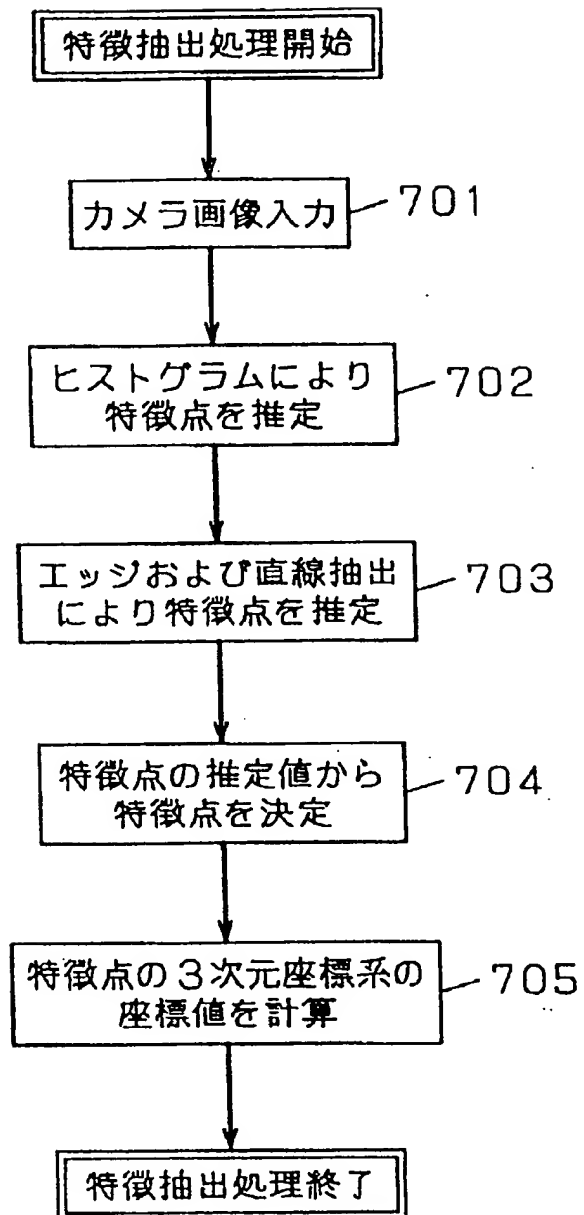 特徴抽出処理開始
カメラ画像入力
701
ヒストグラムにより
特徴点を推定
702
エッジおよび直線抽出
により特徴点を推定
703
特徴点の推定値から
特徴点を決定
704
特徴点の3次元座標系の
座標値を計算
705
特徴抽出処理終了